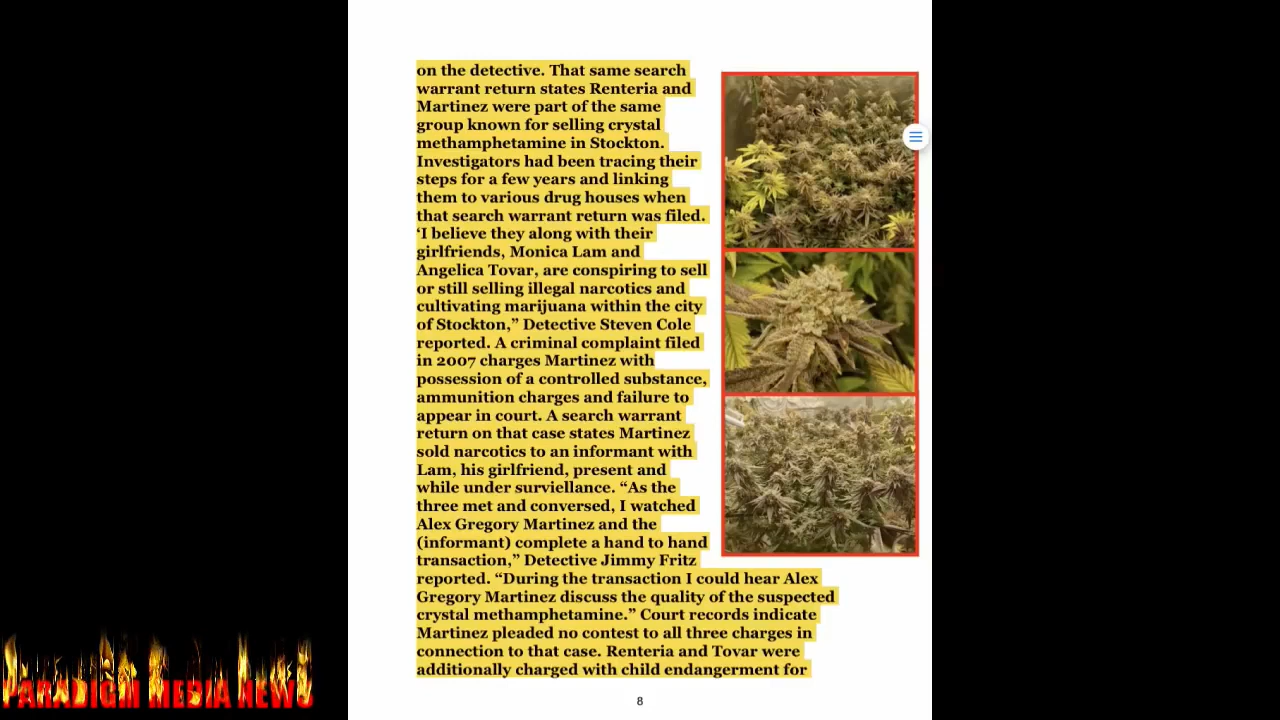 on the detective. That same search
warrant return states Renteria and
Martinez were part of the same
group known for selling crystal
methamphetamine in Stockton.
Investigators had been tracing their
steps for a few years and linking
them to various drug houses when
that search warrant return was filed.
‘I believe they along with their
girlfriends, Monica Lam and
Angelica Tovar, are conspiring to sell
or still selling illegal narcotics and
cultivating marijuana within the city
of Stockton,” Detective Steven Cole
reported. A criminal complaint filed
in 2007 charges Martinez with
possession of a controlled substance,
ammunition charges and failure to
appear in court. A search warrant
return on that case states Martinez
sold narcotics to an informant with
Lam, his girlfriend, present and
while under surviellance. “As the
three met and conversed, I watched
Alex Gregory Martinez and the
(informant) complete a hand to hand
transaction,” Detective Jimmy Fritz
reported. “During the transaction I could hear Alex
Gregory Martinez discuss the quality of the suspected
crystal methamphetamine.” Court records indicate
Martinez pleaded no contest to all three charges in
connection to that case. Renteria and Tovar were
additionally charged with child endangerment for
8
PARADIGM MEDIA NEWS